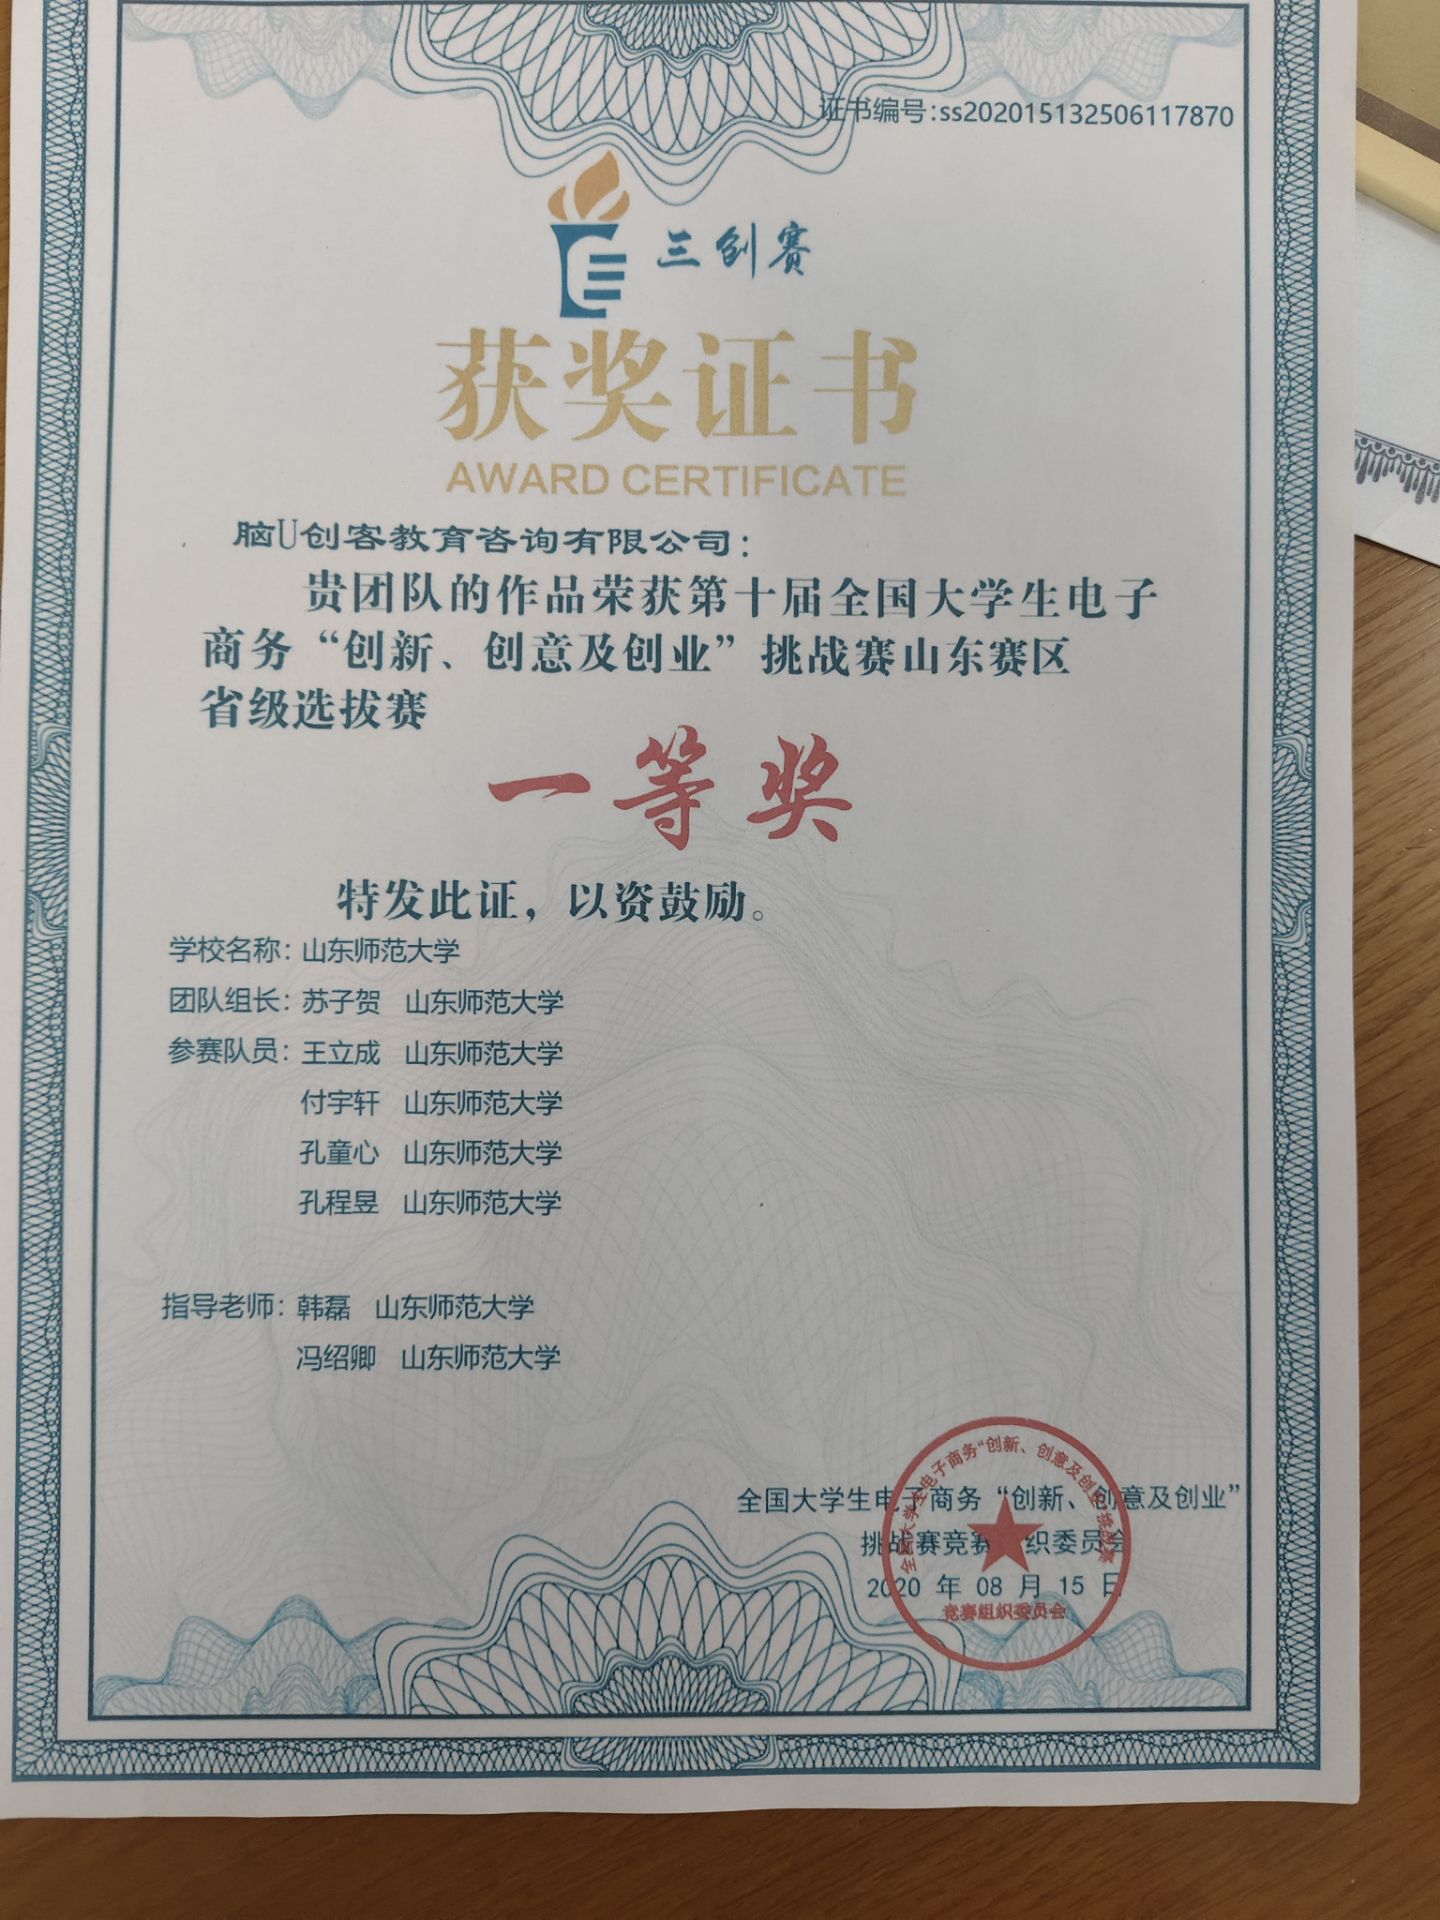 证书编号:ss202015132506117870
三创赛
获奖证书
AWARD CERTIFICATE
脑U创客教育咨询有限公司：
贵团队的作品荣获第十届全国大学生电子
商务“创新、创意及创业”挑战赛山东赛区
省级选拔赛
一等奖
特发此证，以资鼓励。
学校名称：山东师范大学
团队组长：苏子贺 山东师范大学
参赛队员：王立成 山东师范大学
付宇轩 山东师范大学
孔童心 山东师范大学
孔程昱 山东师范大学
指导老师：韩磊 山东师范大学
冯绍卿 山东师范大学
全国大学生电子商务“创新、创意及创业”
挑战赛竞赛组织委员会
2020 年 08 月 15 日
全国大学生电子商务“创新、创意及创业”挑战赛
竞赛组织委员会